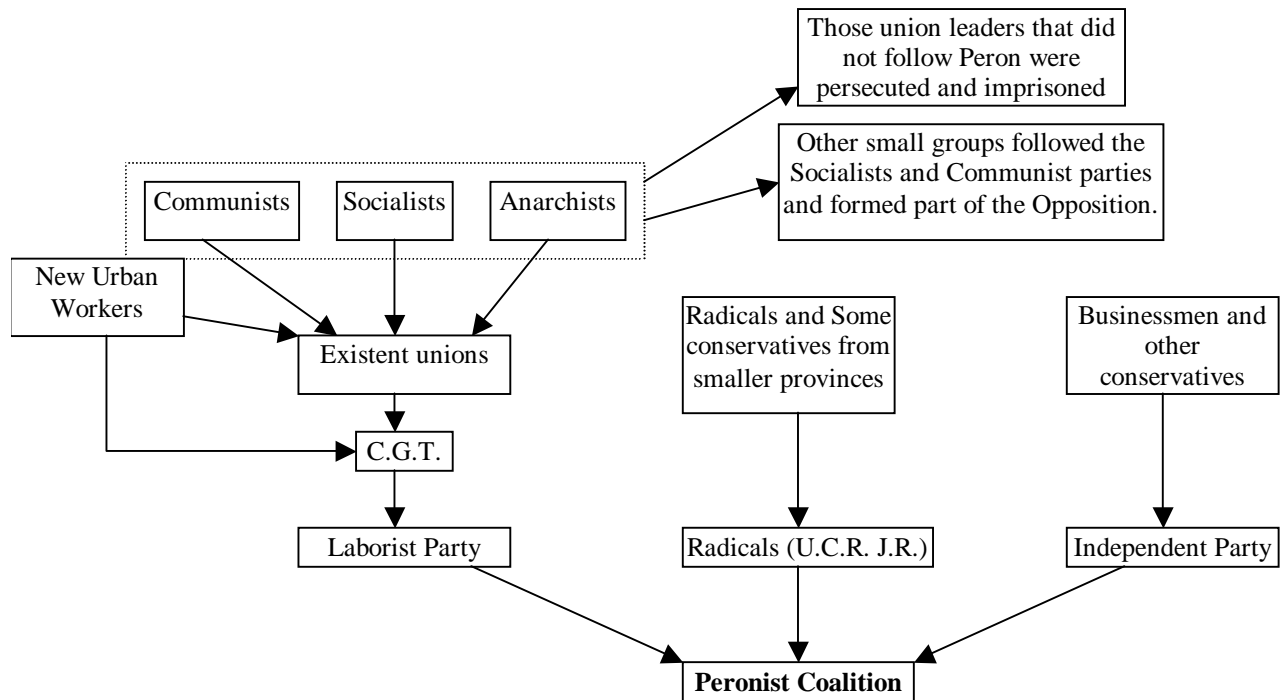 Those union leaders that did
not follow Peron were
persecuted and imprisoned
Other small groups followed the
Socialists and Communist parties
and formed part of the Opposition.
Communists
Socialists
Anarchists
New Urban
Workers
Existent unions
Radicals and Some
conservatives from
smaller provinces
Businessmen and
other
conservatives
C.G.T.
Laborist Party
Radicals (U.C.R. J.R.)
Independent Party
Peronist Coalition